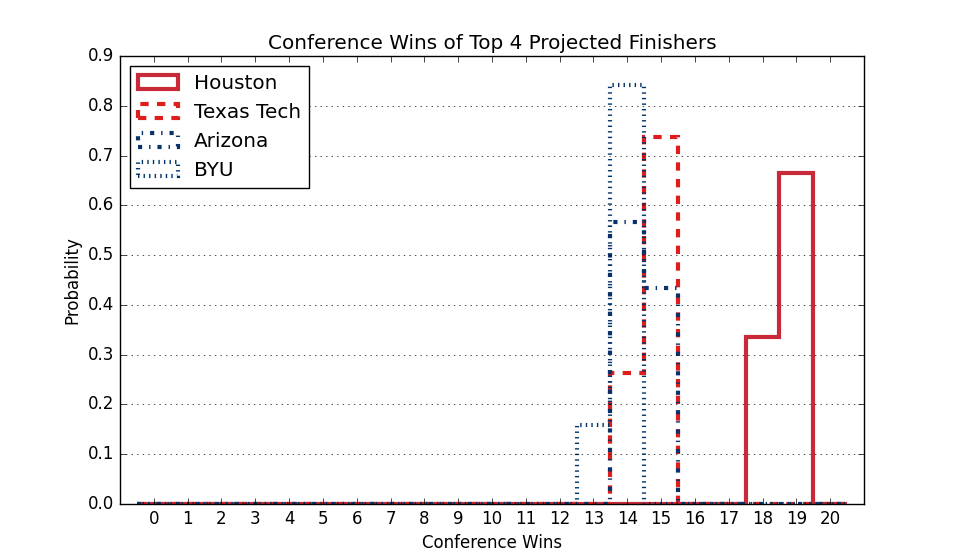 Conference Wins of Top 4 Projected Finishers
Houston
Texas Tech
Arizona
BYU
Probability
0.9
0.8
0.7
0.6
0.5
0.4
0.3
0.2
0.1
0.0
0 1 2 3 4 5 6 7 8 9 10 11 12 13 14 15 16 17 18 19 20
Conference Wins